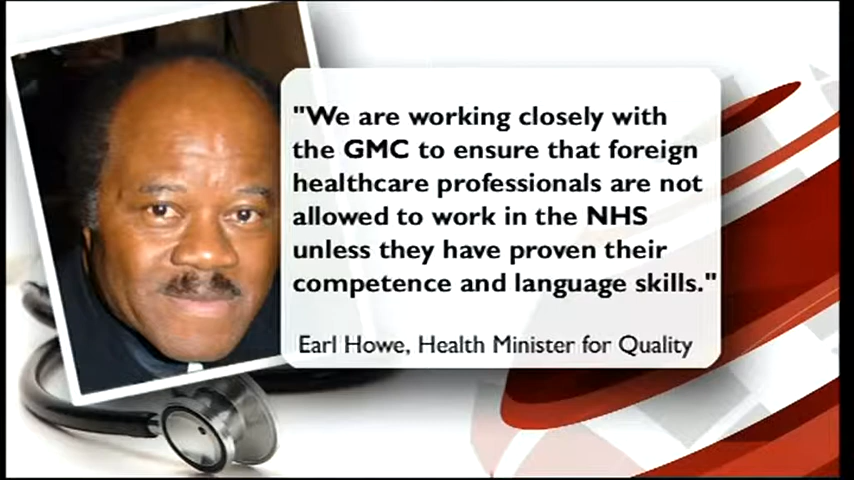 "We are working closely with
the GMC to ensure that foreign
healthcare professionals are not
allowed to work in the NHS
unless they have proven their
competence and language skills."
Earl Howe, Health Minister for Quality